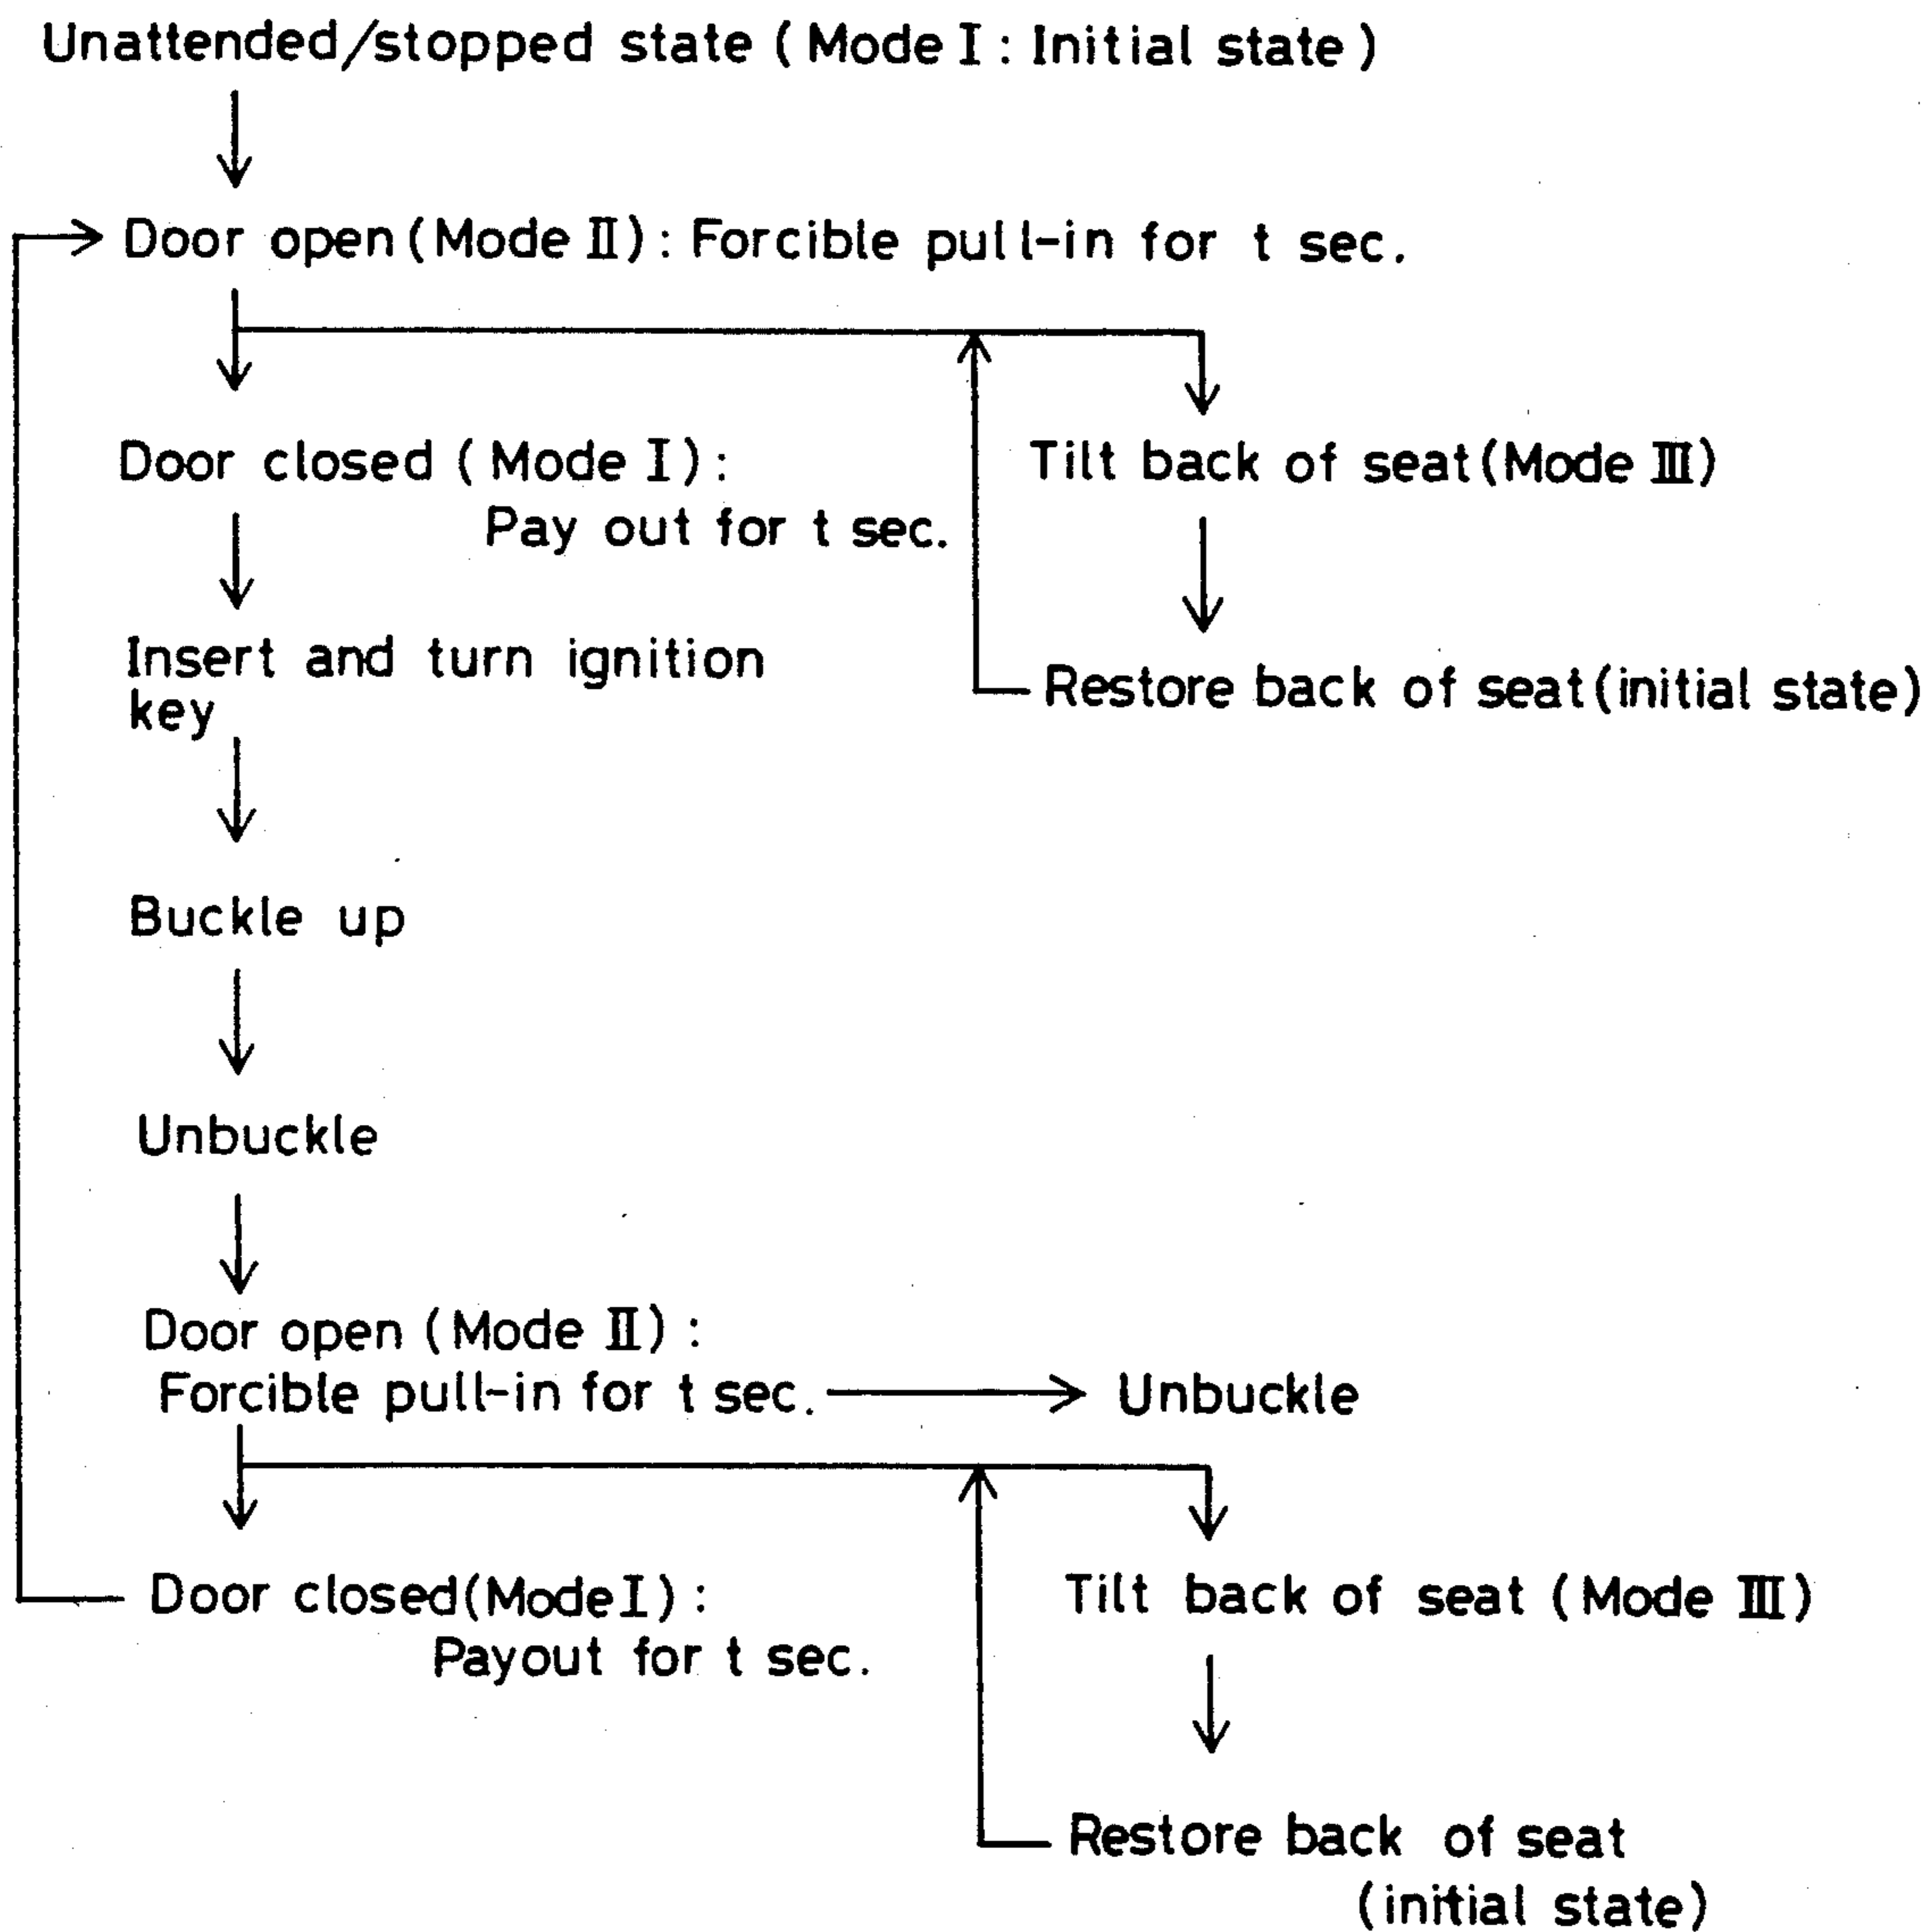 Unattended/stopped state (Mode I : Initial state)
Door open (Mode II) : Forcible pull-in for t sec.
Door closed (Mode I) :
Pay out for t sec.
Tilt back of seat (Mode III)
Insert and turn ignition
key
Restore back of seat (initial state)
Buckle up
Unbuckle
Door open (Mode II) :
Forcible pull-in for t sec.
Unbuckle
Door closed (Mode I) :
Payout for t sec.
Tilt back of seat (Mode III)
Restore back of seat
(initial state)